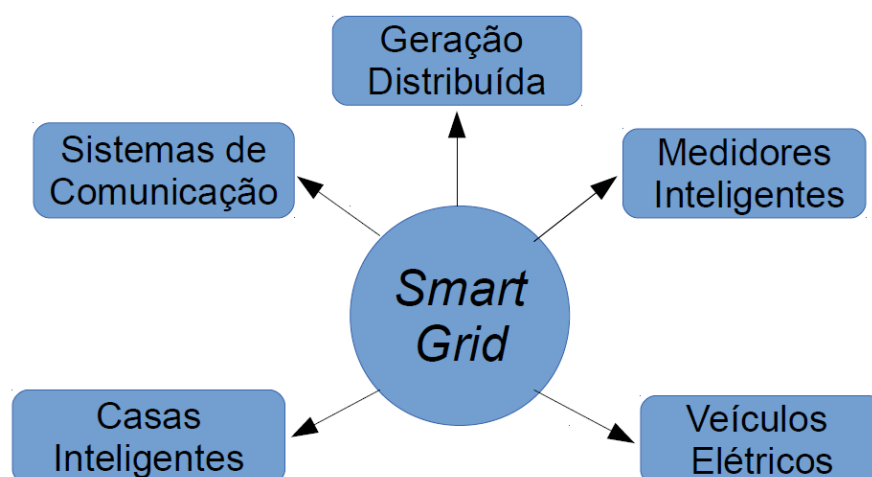 Geração
Distribuída
Sistemas de
Comunicação
Medidores
Inteligentes
Smart
Grid
Casas
Inteligentes
Veículos
Elétricos